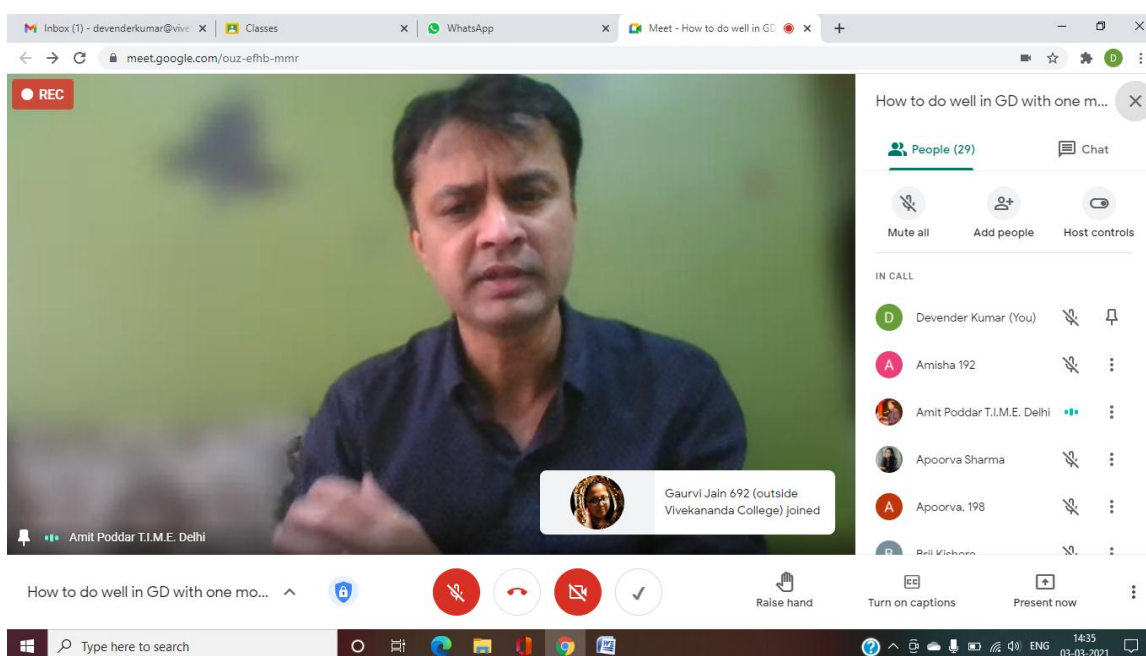 Inbox (1) - devenderkumar@vive
Classes
WhatsApp
Meet - How to do well in GD
meet.google.com/ouz-efhb-mmr
D
REC
How to do well in GD with one m...
People (29)
Chat
Mute all
Add people
Host controls
IN CALL
D Devender Kumar (You)
A Amisha 192
Amit Poddar T.I.M.E. Delhi
Apoorva Sharma
A Apoorva, 198
B Brij Kishore
Gaurvi Jain 692 (outside
Vivekananda College) joined
Amit Poddar T.I.M.E. Delhi
How to do well in GD with one mo...
Raise hand
CC
Turn on captions
Present now
Type here to search
ENG
14:35
03-03-2021